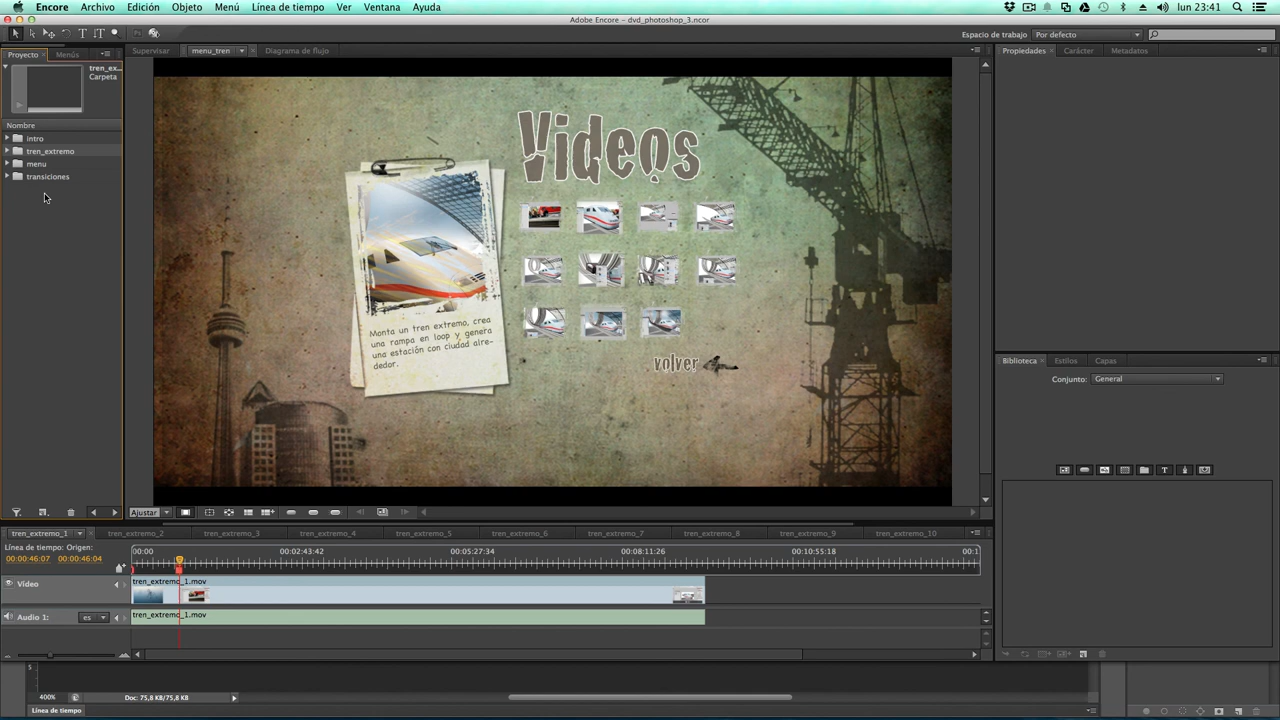 Encore Archivo Edición Objeto Menú Línea de tiempo Ver Ventana Ayuda lun 23:41
Adobe Encore - dvd_photoshop_3.ncor
Espacio de trabajo Por defecto
Proyecto Menús
Supervisar menu_tren Diagrama de flujo
Propiedades Carácter Metadatos
tren_ex...
Carpeta
Nombre
intro
tren_extremo
menu
transiciones
Videos
Monta un tren extremo, crea
una rampa en loop y genera
una estación con ciudad alre-
dedor.
volver
Biblioteca Estilos Capas
Conjunto: General
Ajustar
tren_extremo_1 tren_extremo_2 tren_extremo_3 tren_extremo_4 tren_extremo_5 tren_extremo_6 tren_extremo_7 tren_extremo_8 tren_extremo_9 tren_extremo_10
Línea de tiempo: Origen:
00:00:46:07 00:00:46:04
00:00 00:02:43:42 00:05:27:34 00:08:11:26 00:10:55:18 00:1
Vídeo
tren_extremo_1.mov
Audio 1: es
tren_extremo_1.mov
400% Doc: 75,8 KB/75,8 KB
Línea de tiempo